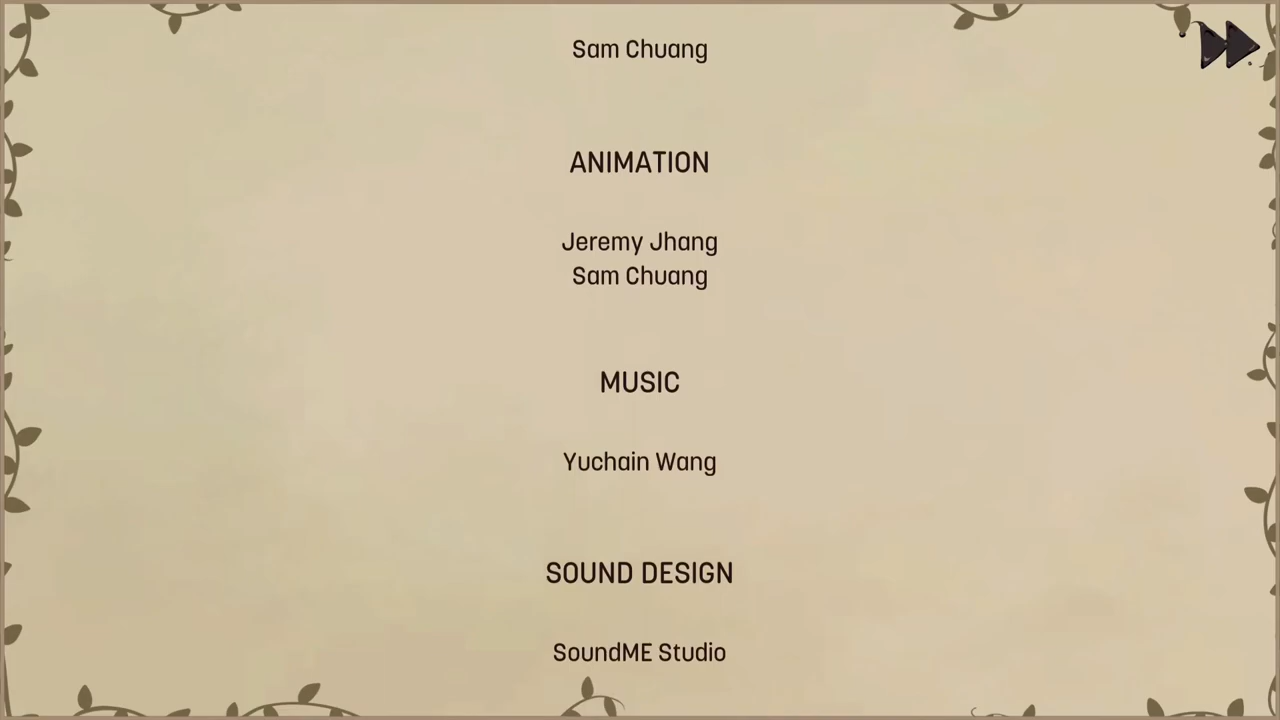 Sam Chuang
ANIMATION
Jeremy Jhang
Sam Chuang
MUSIC
Yuchain Wang
SOUND DESIGN
SoundME Studio